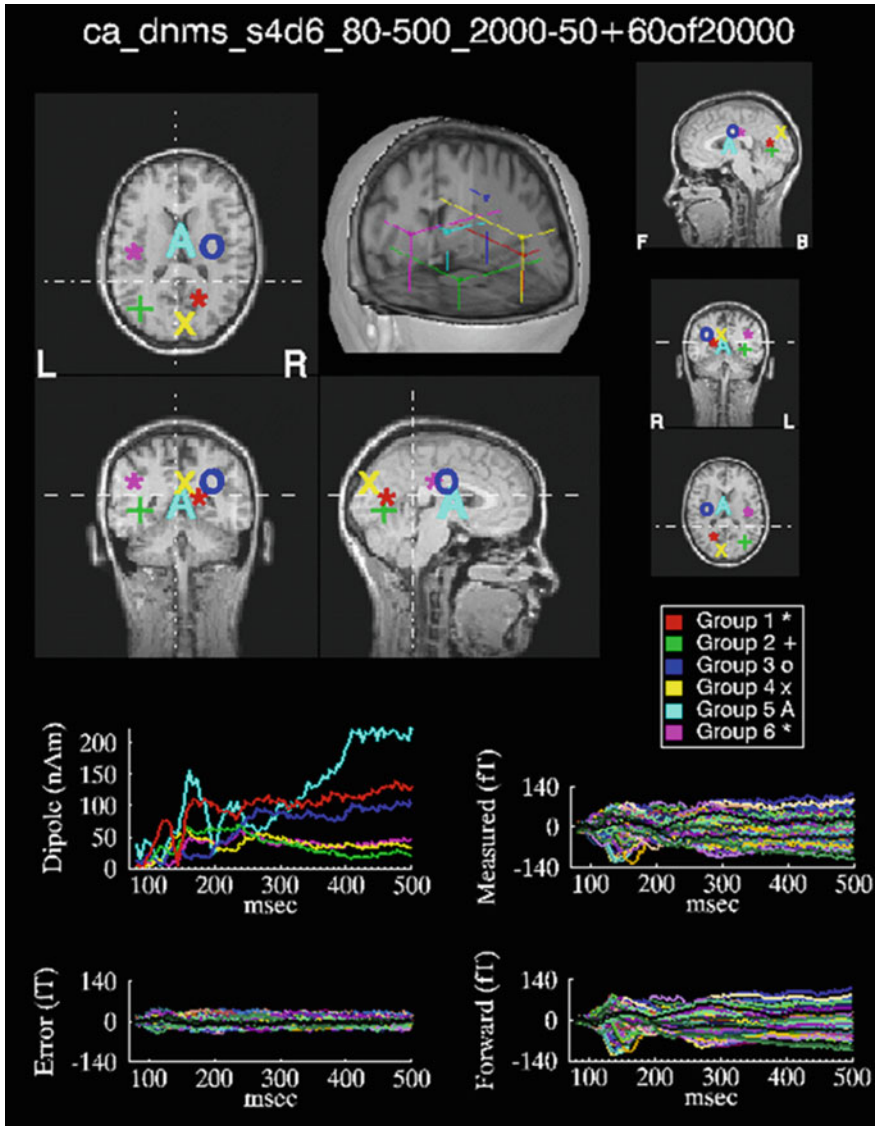 ca_dnms_s4d6_80-500_2000-50+60of20000
A O
* *
+ X
L R
F B
R L
Group 1 *
Group 2 +
Group 3 o
Group 4 x
Group 5 A
Group 6 *
Dipole (nAm)
200
150
100
50
0
100 200 300 400 500
msec
Measured (fT)
140
0
-140
100 200 300 400 500
msec
Error (fT)
140
0
-140
100 200 300 400 500
msec
Forward (fT)
140
0
-140
100 200 300 400 500
msec